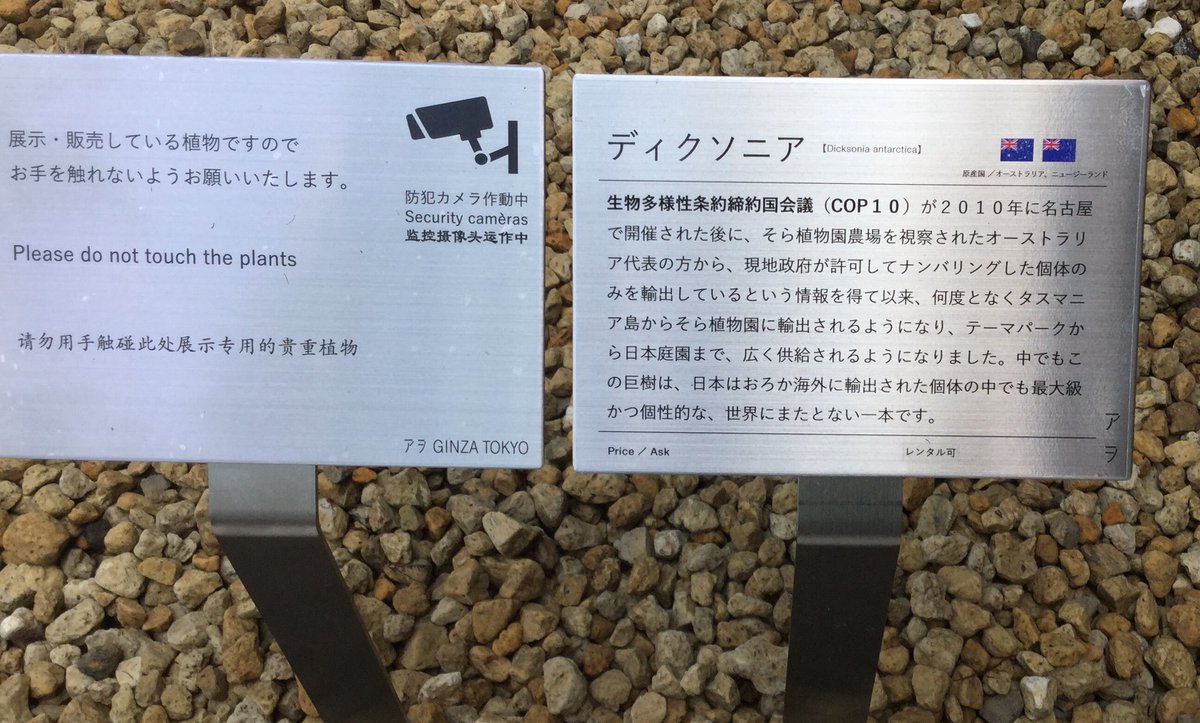 展示・販売している植物ですので
お手を触れないようお願いいたします。
Please do not touch the plants
请勿用手触碰此处展示专用的贵重植物
防犯カメラ作動中
Security camèras
监控摄像头运作中
アヲ GINZA TOKYO
ディクソニア 【Dicksonia antarctica】
原産国 ／オーストラリア、ニュージーランド
生物多様性条約締約国会議（COP１０）が２０10年に名古屋
で開催された後に、そら植物園農場を視察されたオーストラリ
ア代表の方から、現地政府が許可してナンバリングした個体の
みを輸出しているという情報を得て以来、何度となくタスマニ
ア島からそら植物園に輸出されるようになり、テーマパークか
ら日本庭園まで、広く供給されるようになりました。中でもこ
の巨樹は、日本はおろか海外に輸出された個体の中でも最大級
かつ個性的な、世界にまたとない一本です。
Price ／ Ask レンタル可
アヲ